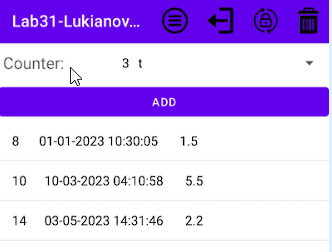 Lab31-Lukianov...
Counter: 3 t
ADD
8 01-01-2023 10:30:05 1.5
10 10-03-2023 04:10:58 5.5
14 03-05-2023 14:31:46 2.2